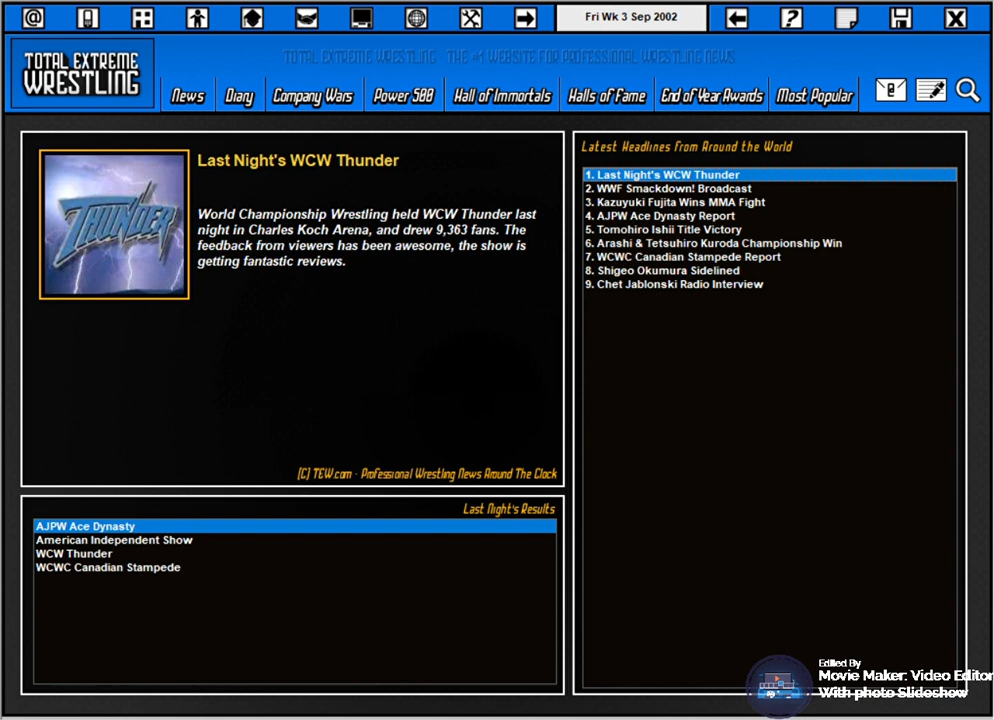 Fri Wk 3 Sep 2002
TOTAL EXTREME
WRESTLING
TOTAL EXTREME WRESTLING THE #1 WEBSITE FOR PROFESSIONAL WRESTLING NEWS
News
Diary
Company Wars
Power 500
Hall of Immortals
Halls of Fame
End of Year Awards
Most Popular
Last Night's WCW Thunder
THUNDER
World Championship Wrestling held WCW Thunder last
night in Charles Koch Arena, and drew 9,363 fans. The
feedback from viewers has been awesome, the show is
getting fantastic reviews.
(C) TEW.com - Professional Wrestling News Around The Clock
Latest Headlines From Around the World
1. Last Night's WCW Thunder
2. WWF Smackdown! Broadcast
3. Kazuyuki Fujita Wins MMA Fight
4. AJPW Ace Dynasty Report
5. Tomohiro Ishii Title Victory
6. Arashi & Tetsuhiro Kuroda Championship Win
7. WCWC Canadian Stampede Report
8. Shigeo Okumura Sidelined
9. Chet Jablonski Radio Interview
Last Night's Results
AJPW Ace Dynasty
American Independent Show
WCW Thunder
WCWC Canadian Stampede
Edited By
Movie Maker: Video Editor
With photo Slideshow